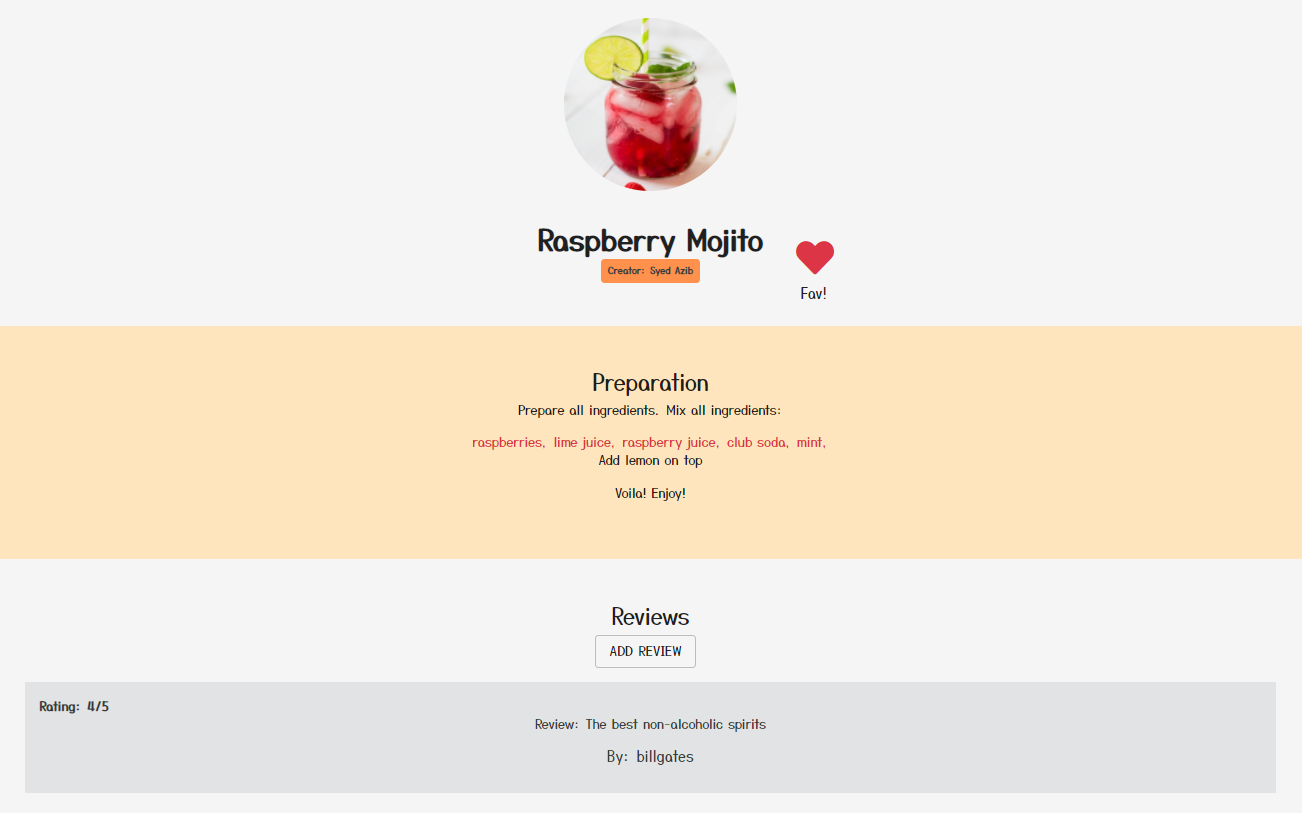 Raspberry Mojito
Creator: Syed Azib
Fav!
Preparation
Prepare all ingredients. Mix all ingredients:
raspberries, lime juice, raspberry juice, club soda, mint,
Add lemon on top
Voila! Enjoy!
Reviews
ADD REVIEW
Rating: 4/5
Review: The best non-alcoholic spirits
By: billgates